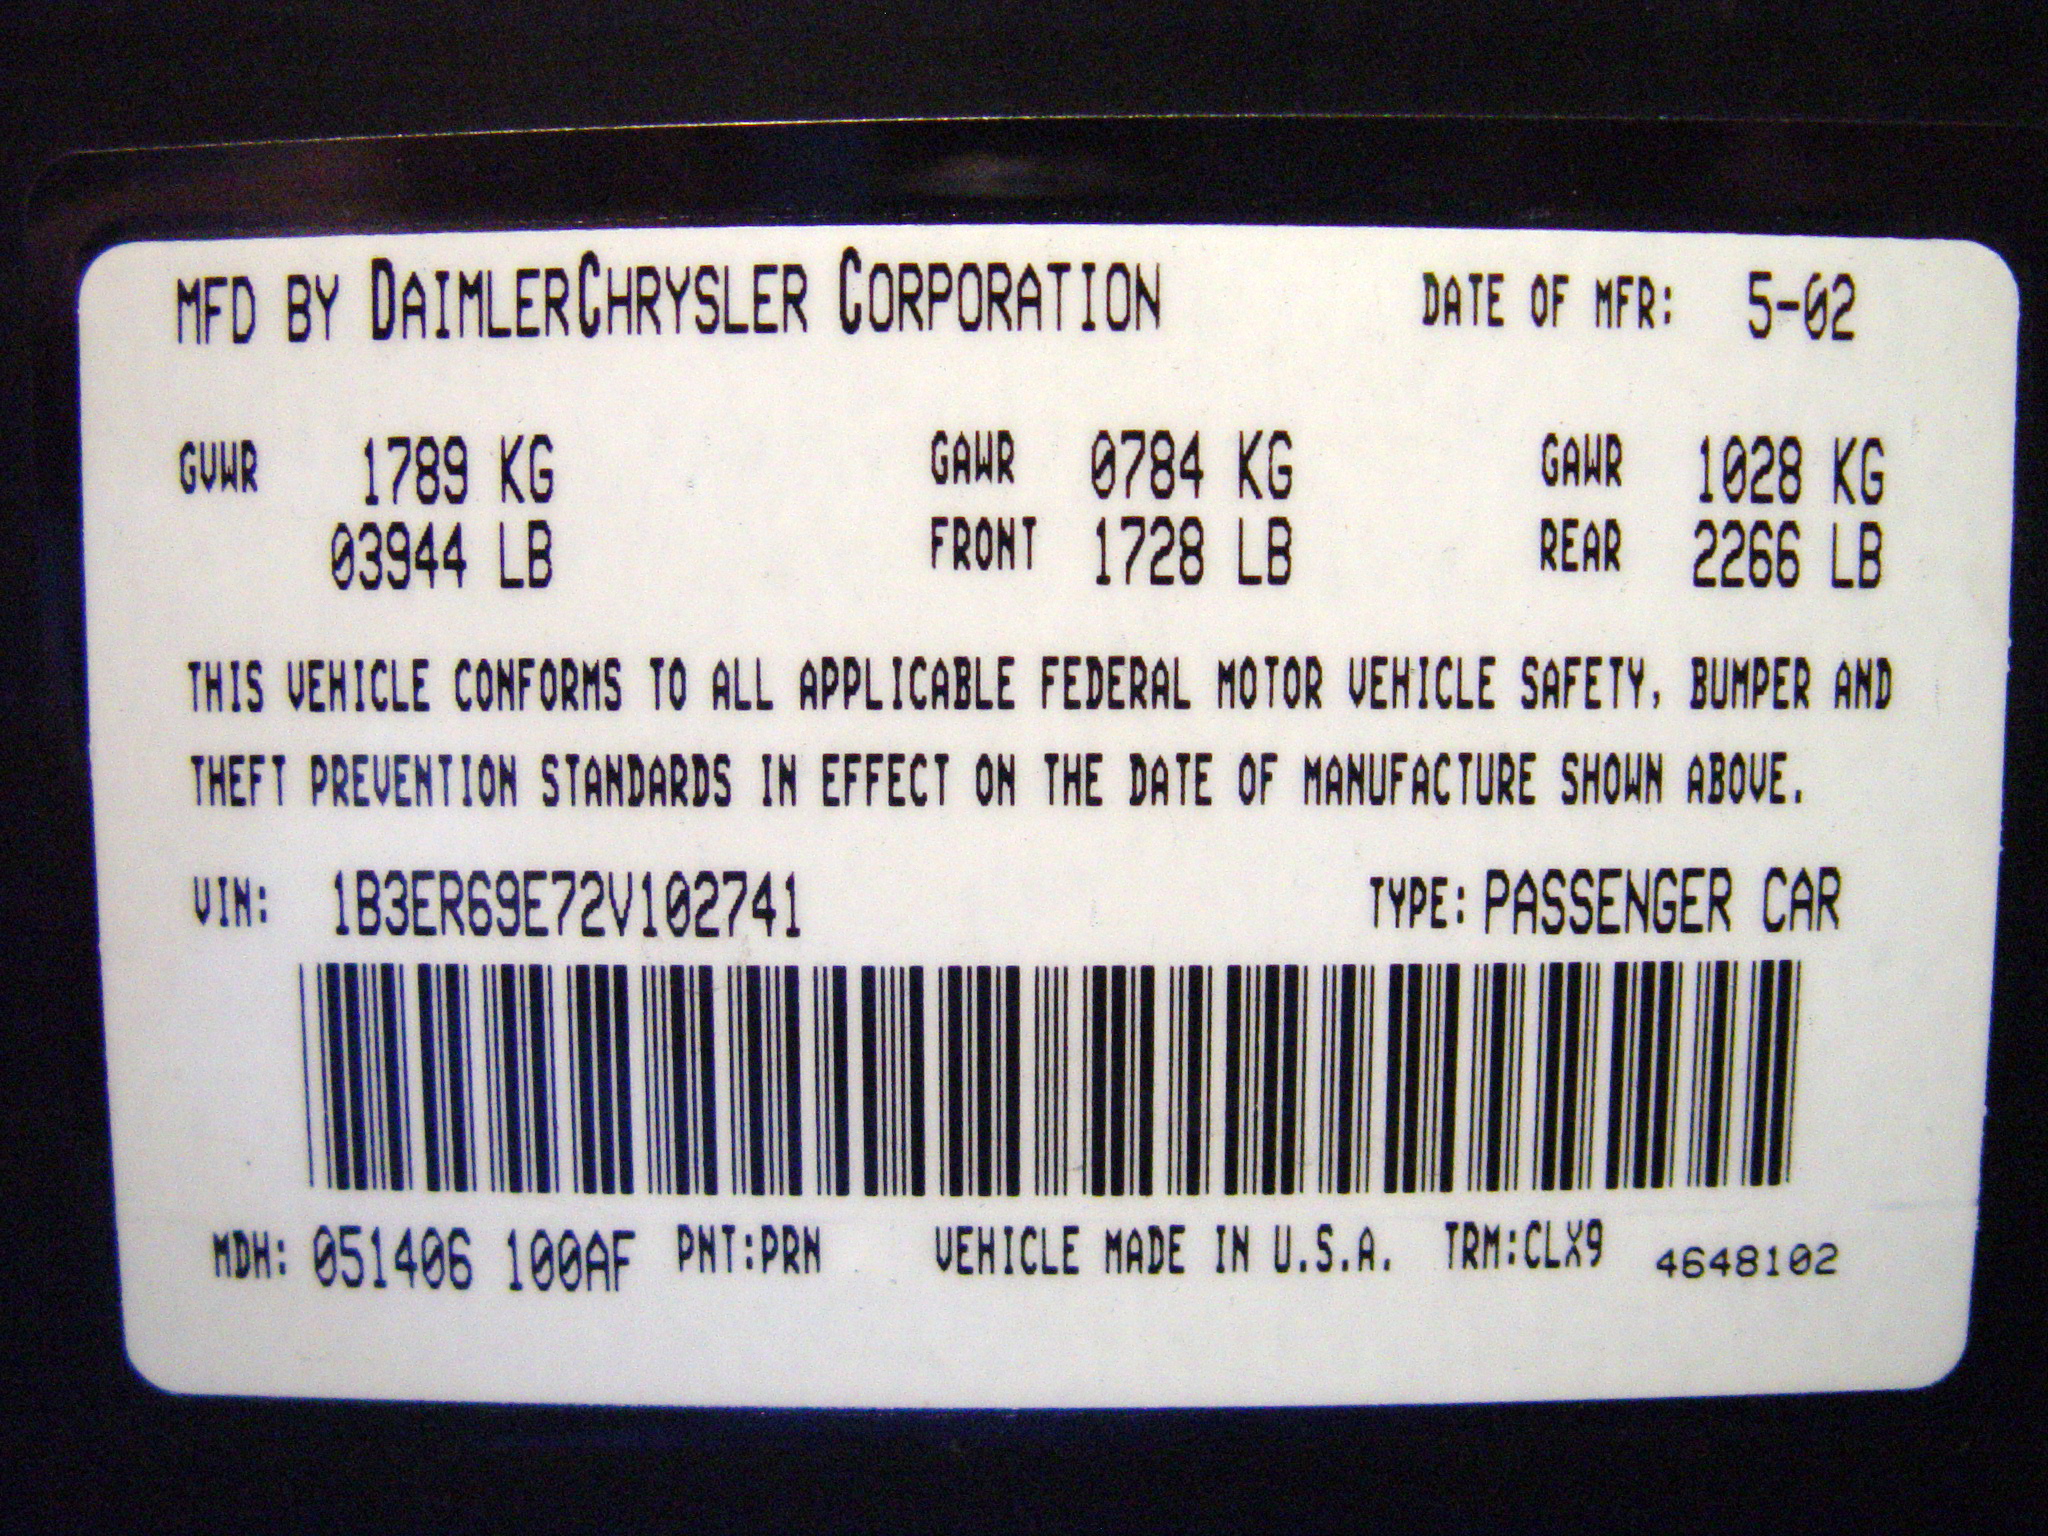 MFD BY DAIMLERCHRYSLER CORPORATION DATE OF MFR: 5-02
GVWR 1789 KG GAWR 0784 KG GAWR 1028 KG
03944 LB FRONT 1728 LB REAR 2266 LB
THIS VEHICLE CONFORMS TO ALL APPLICABLE FEDERAL MOTOR VEHICLE SAFETY, BUMPER AND
THEFT PREVENTION STANDARDS IN EFFECT ON THE DATE OF MANUFACTURE SHOWN ABOVE.
VIN: 1B3ER69E72V102741 TYPE: PASSENGER CAR
MDH: 051406 100AF PNT:PRN VEHICLE MADE IN U.S.A. TRM:CLX9 4648102